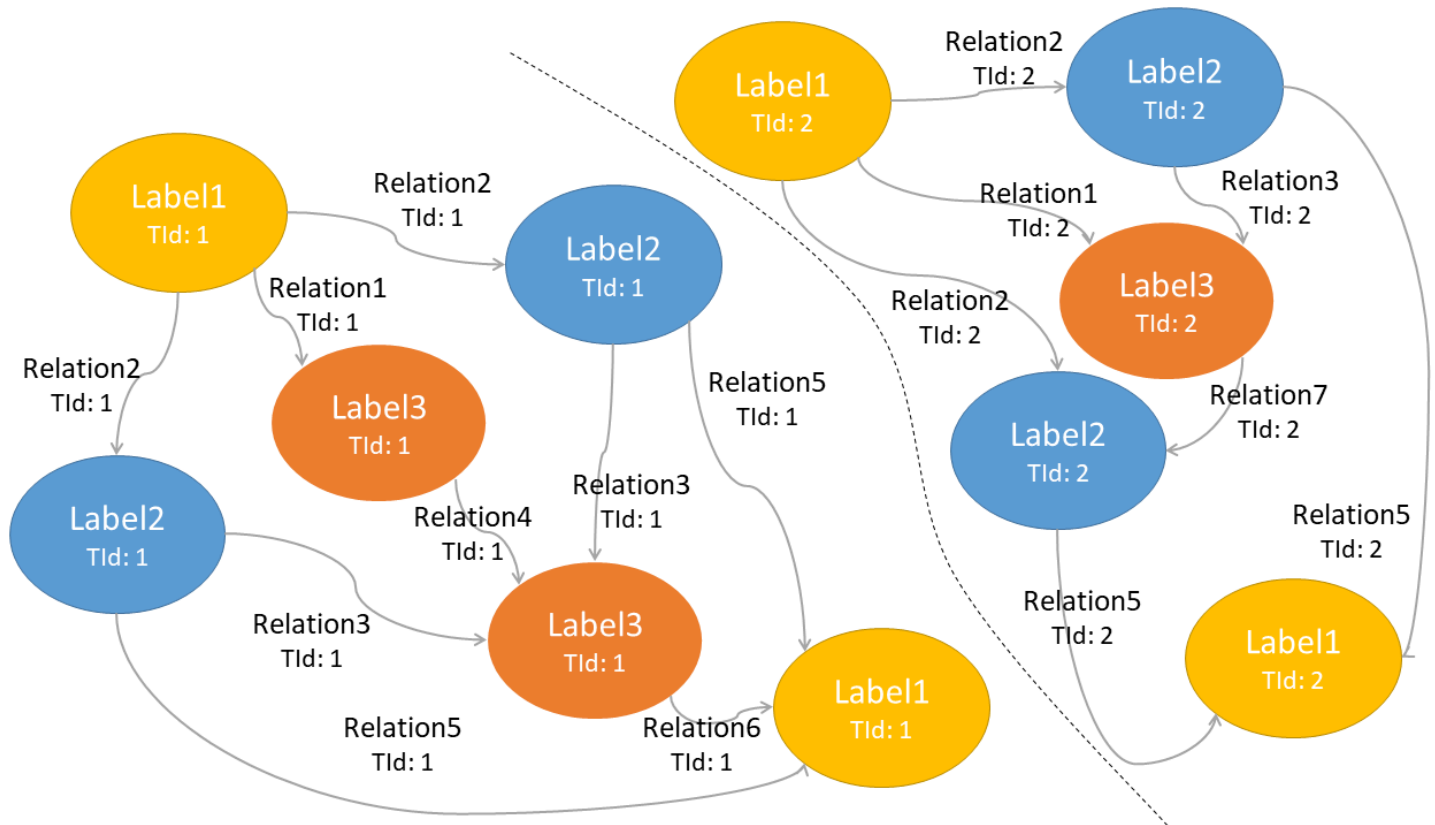 Label1
TId: 1
Relation2
TId: 1
Label2
TId: 1
Relation1
TId: 1
Relation2
TId: 1
Label3
TId: 1
Relation5
TId: 1
Label2
TId: 1
Relation4
TId: 1
Relation3
TId: 1
Relation3
TId: 1
Label3
TId: 1
Relation5
TId: 1
Relation6
TId: 1
Label1
TId: 1
Label1
TId: 2
Relation2
TId: 2
Label2
TId: 2
Relation1
TId: 2
Relation3
TId: 2
Label3
TId: 2
Relation2
TId: 2
Relation7
TId: 2
Label2
TId: 2
Relation5
TId: 2
Relation5
TId: 2
Label1
TId: 2